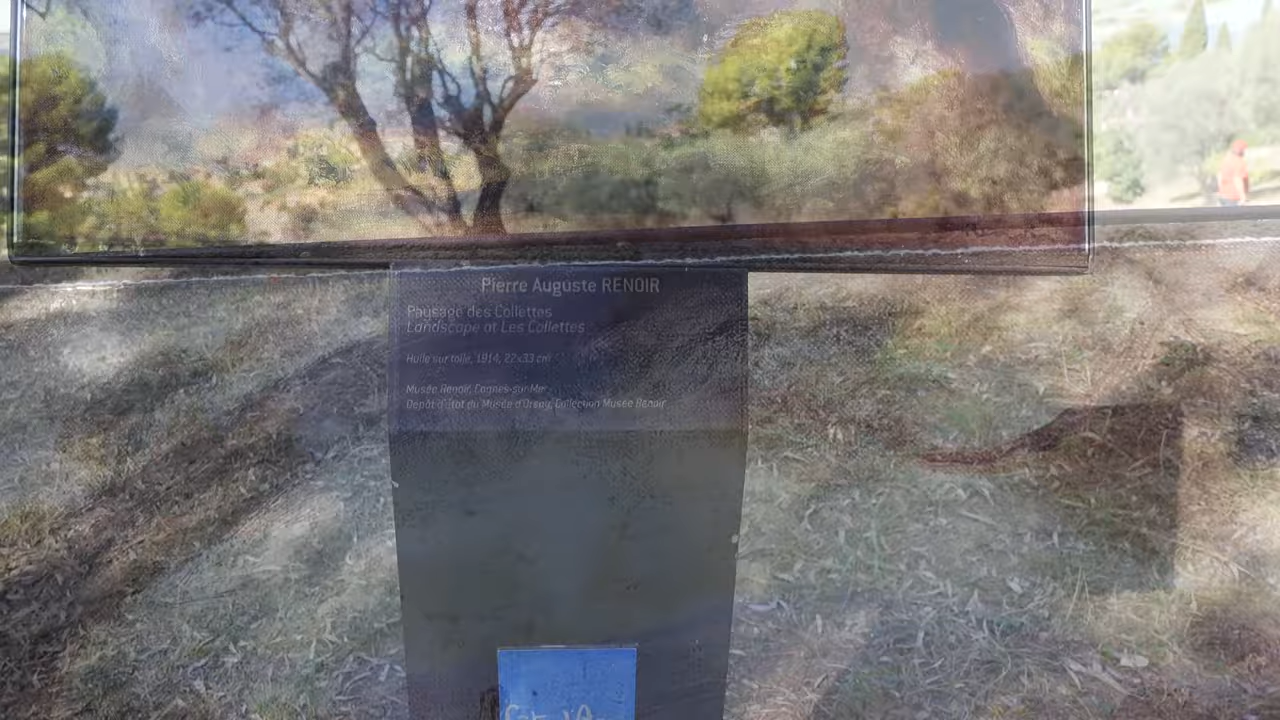 Pierre Auguste RENOIR
Paysage des Collettes
Landscape at Les Collettes
Huile sur toile, 1914, 22x33 cm
Musée Renoir, Cagnes-sur-Mer
Dépôt d'état du Musée d'Orsay, Collection Musée Renoir